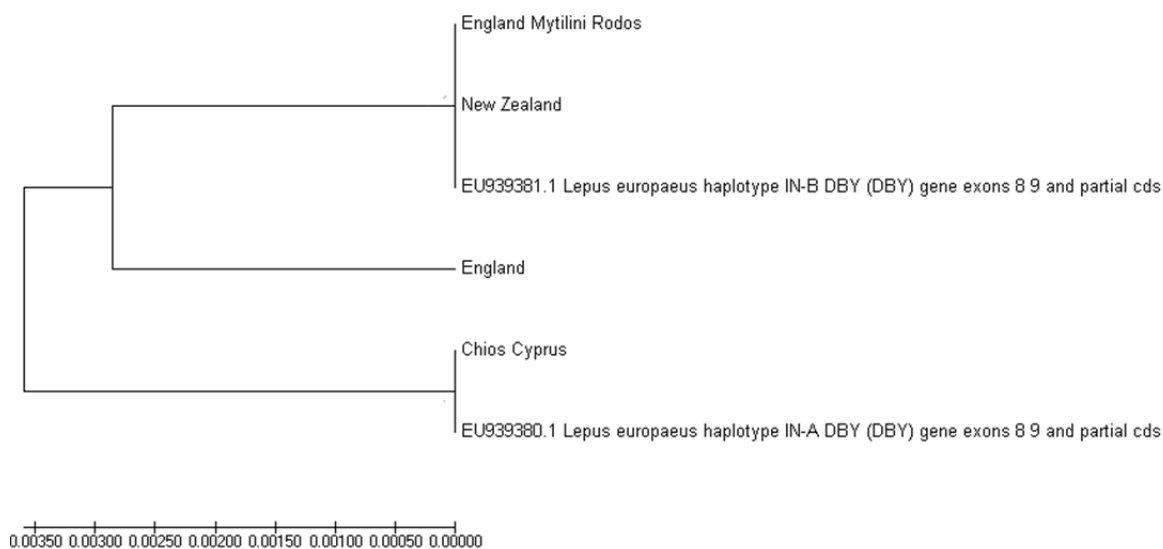 England Mytilini Rodos
New Zealand
EU939381.1 Lepus europaeus haplotype IN-B DBY (DBY) gene exons 8 9 and partial cds
England
Chios Cyprus
EU939380.1 Lepus europaeus haplotype IN-A DBY (DBY) gene exons 8 9 and partial cds
0.00350 0.00300 0.00250 0.00200 0.00150 0.00100 0.00050 0.00000